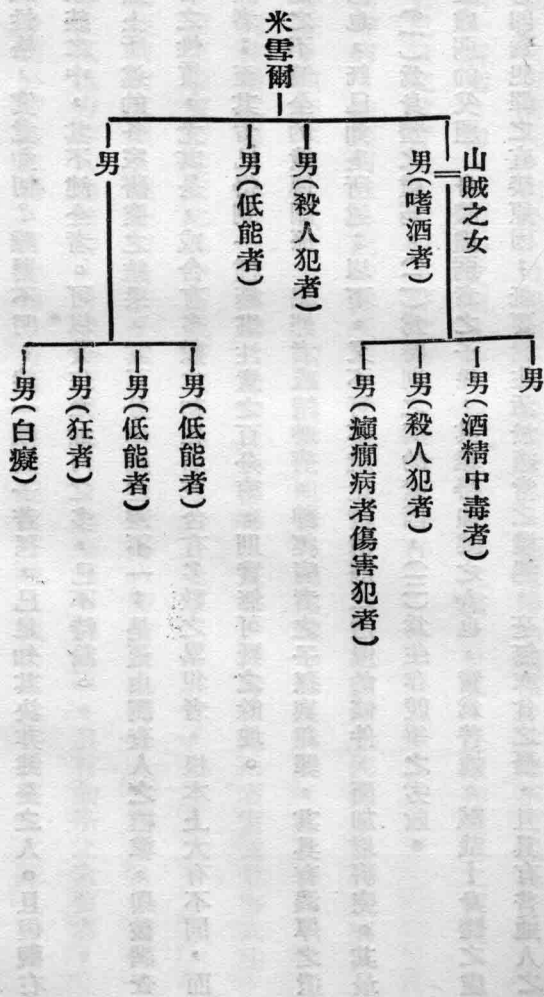 米雪爾
山賊之女
男(嗜酒者)
男(殺人犯者)
男(低能者)
男
男
男(酒精中毒者)
男(殺人犯者)
男(癲癇病者傷害犯者)
男(低能者)
男(低能者)
男(狂者)
男(白癡)